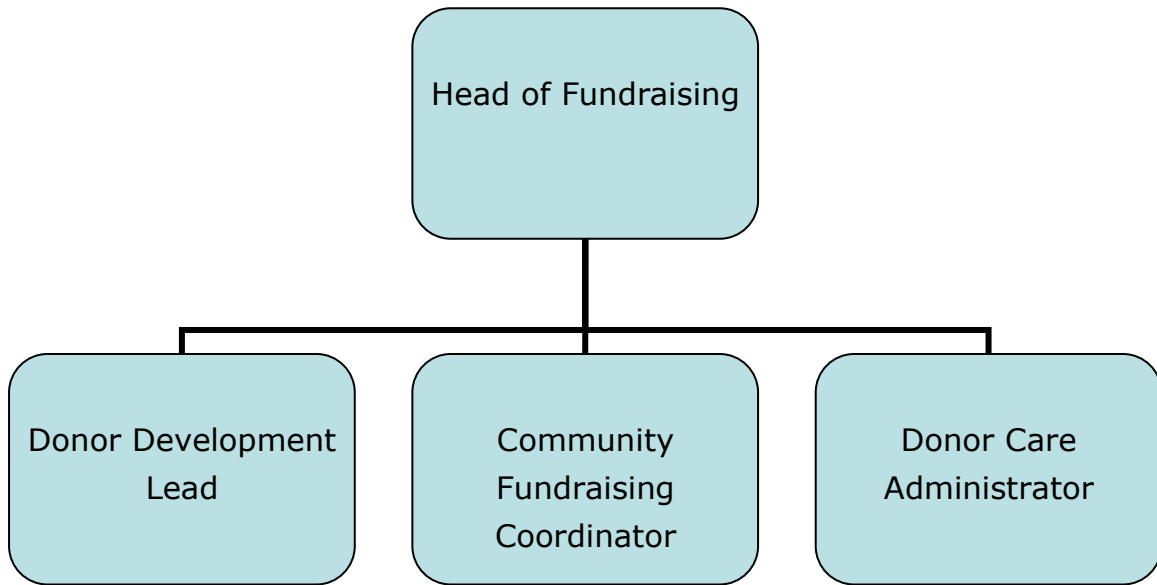 Head of Fundraising
Donor Development
Lead
Community
Fundraising
Coordinator
Donor Care
Administrator